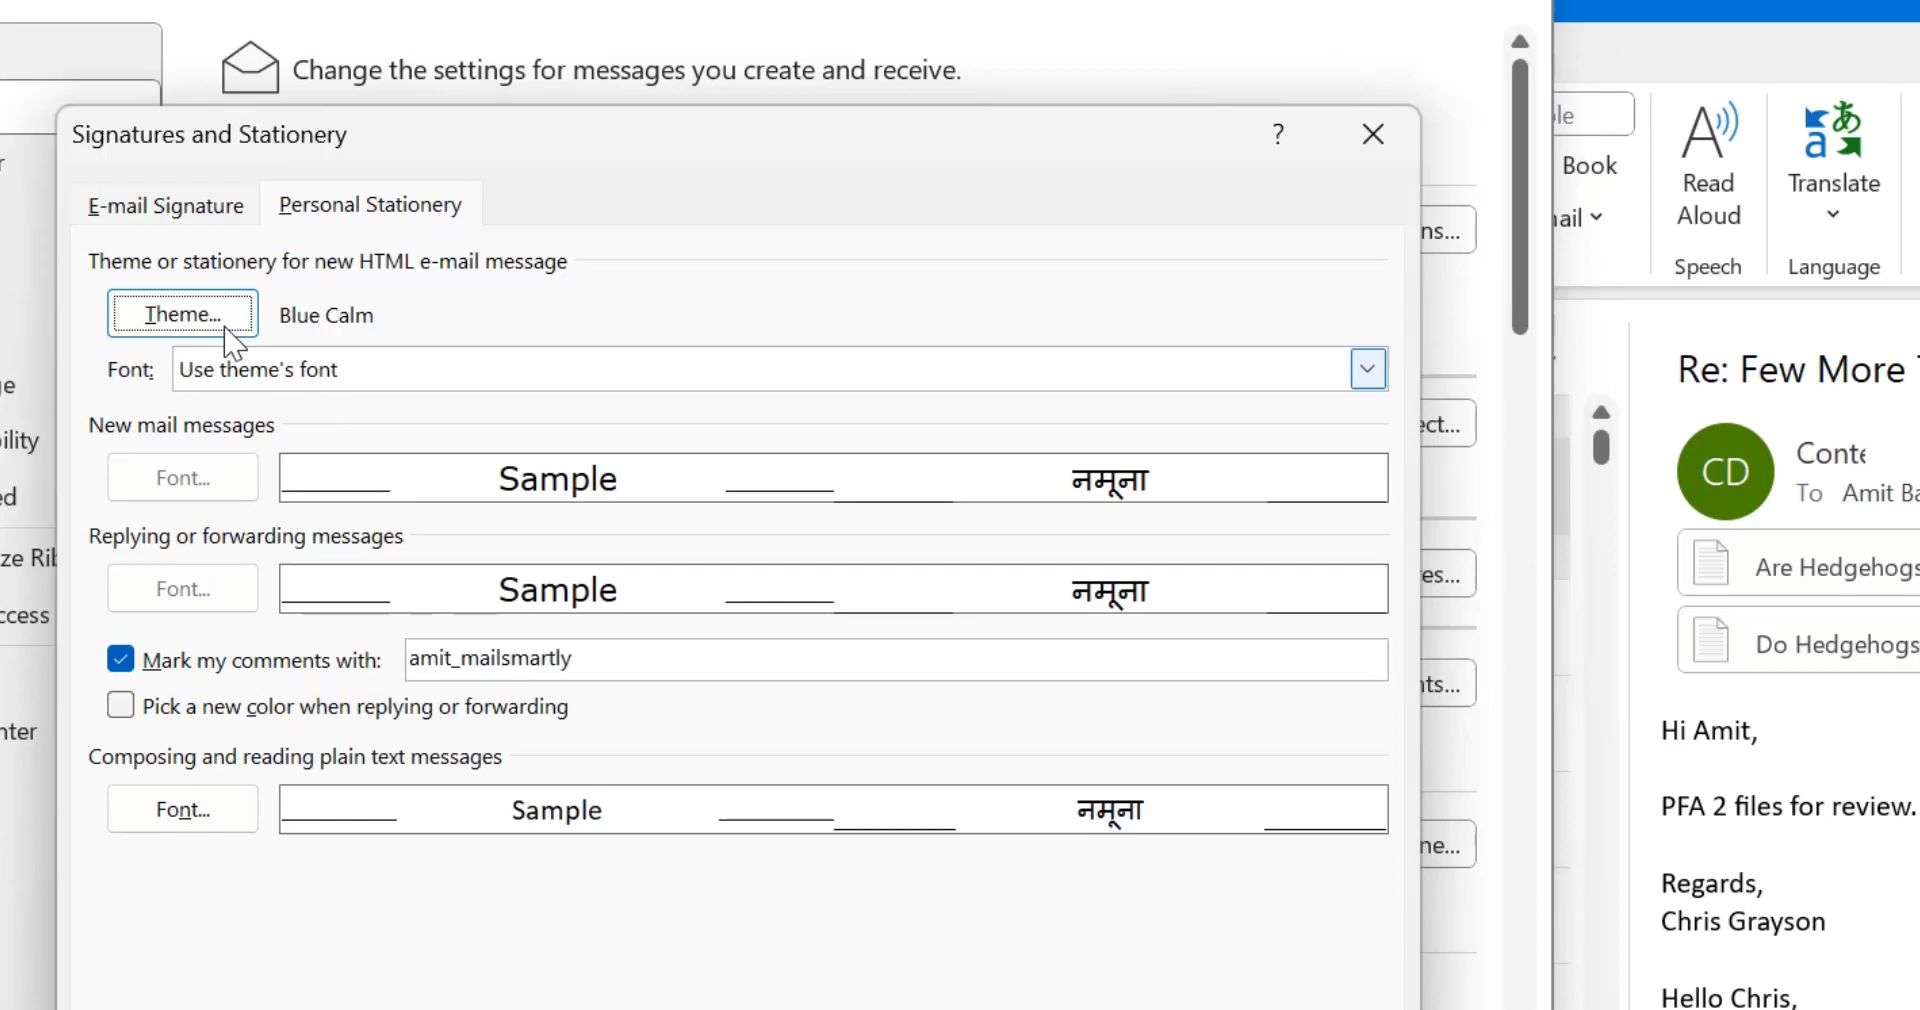 Change the settings for messages you create and receive.
Signatures and Stationery
?
E-mail Signature
Personal Stationery
Theme or stationery for new HTML e-mail message
Theme...
Blue Calm
Font:
Use theme's font
New mail messages
Font...
Sample
नमूना
Replying or forwarding messages
Font...
Sample
नमूना
Mark my comments with:
amit_mailsmartly
Pick a new color when replying or forwarding
Composing and reading plain text messages
Font...
Sample
नमूना
Book
Read
Aloud
Speech
Translate
Language
Re: Few More
CD
To Amit
Are Hedgehogs
Do Hedgehogs
Hi Amit,
PFA 2 files for review.
Regards,
Chris Grayson
Hello Chris,